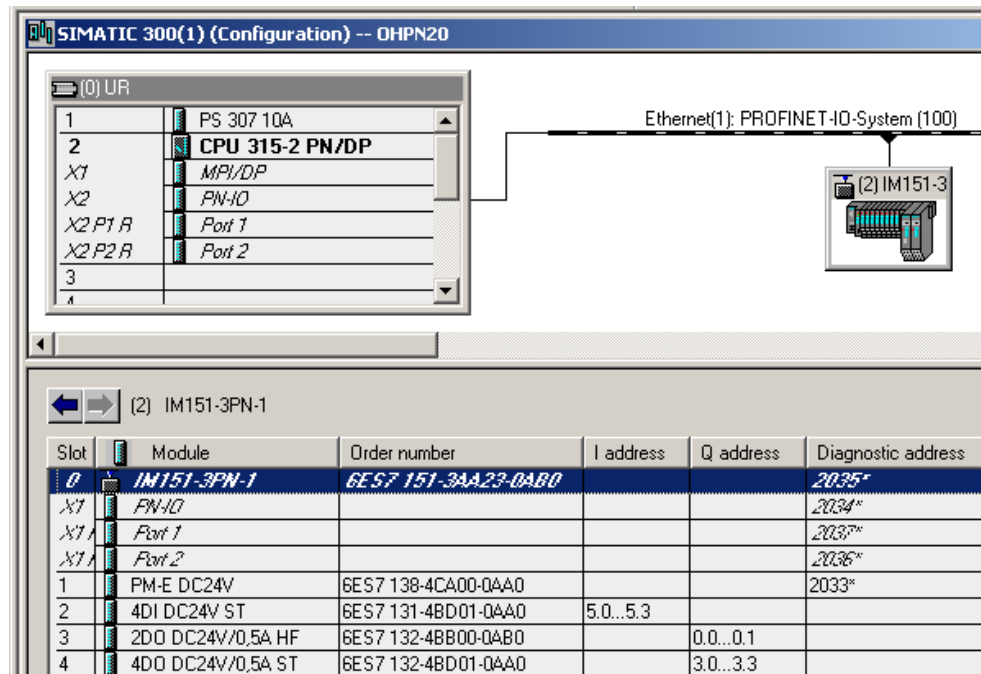 SIMATIC 300(1) (Configuration) -- OHPN20
(0) UR
1 PS 307 10A
2 CPU 315-2 PN/DP
X1 MPI/DP
X2 PN-IO
X2 P1 R Port 1
X2 P2 R Port 2
3
4
Ethernet(1): PROFINET-IO-System (100)
(2) IM151-3
(2) IM151-3PN-1
Slot Module Order number I address Q address Diagnostic address
0 IM151-3PN-1 6ES7 151-3AA23-0AB0 2035*
X1 PN-IO 2034*
X1 Port 1 2037*
X1 Port 2 2036*
1 PM-E DC24V 6ES7 138-4CA00-0AA0 2033*
2 4DI DC24V ST 6ES7 131-4BD01-0AA0 5.0...5.3
3 2DO DC24V/0,5A HF 6ES7 132-4BB00-0AB0 0.0...0.1
4 4DO DC24V/0,5A ST 6ES7 132-4BD01-0AA0 3.0...3.3